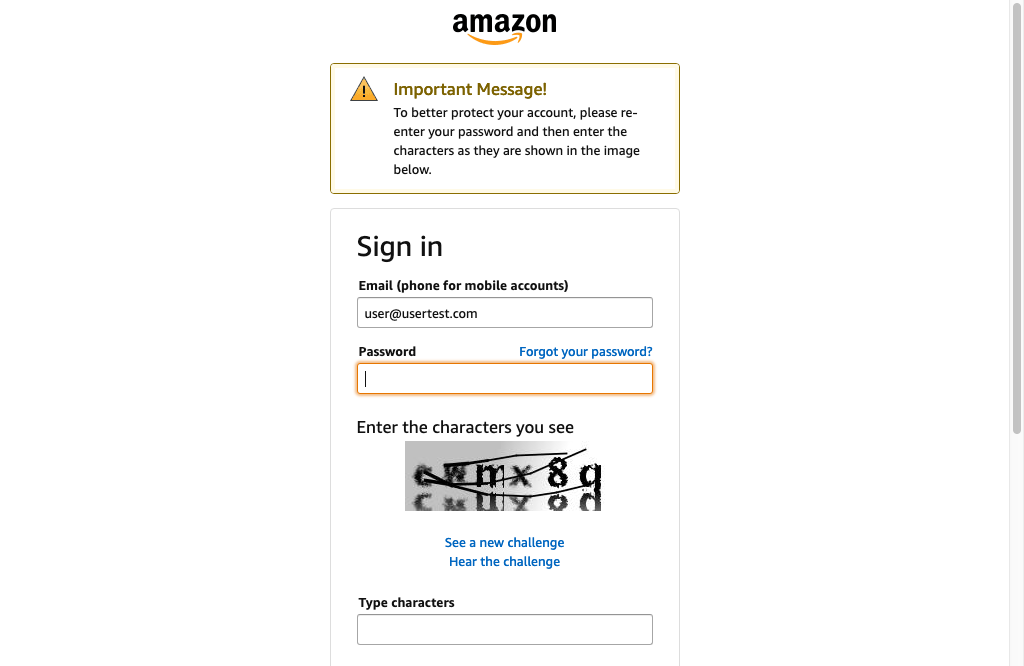 amazon
Important Message!
To better protect your account, please re-
enter your password and then enter the
characters as they are shown in the image
below.
Sign in
Email (phone for mobile accounts)
user@usertest.com
Password Forgot your password?
Enter the characters you see
See a new challenge
Hear the challenge
Type characters